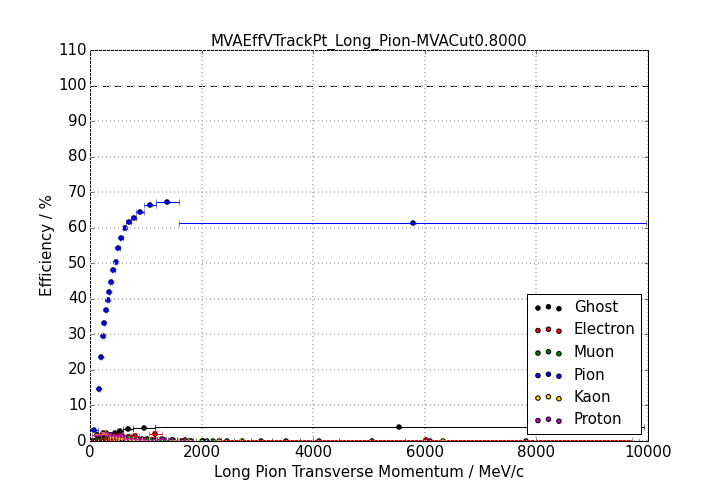 MVAEffVTrackPt_Long_Pion-MVACut0.8000
110
100
90
80
70
60
50
40
30
20
10
0
Efficiency / %
0 2000 4000 6000 8000 10000
Long Pion Transverse Momentum / MeV/c
Ghost
Electron
Muon
Pion
Kaon
Proton